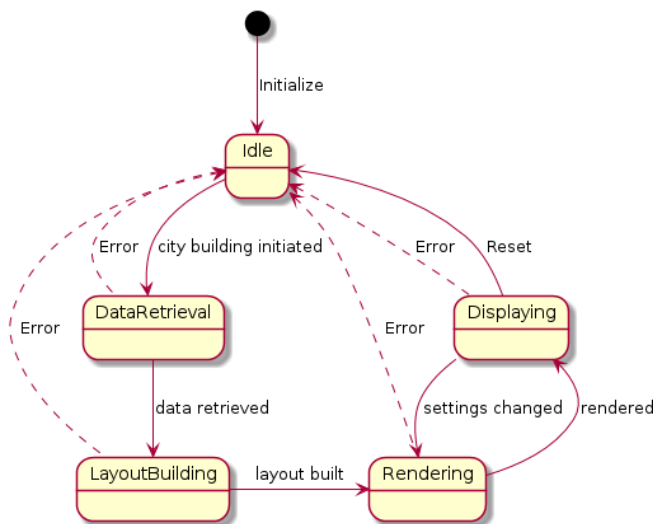 Initialize
Idle
Error
city building initiated
Error
Reset
DataRetrieval
Displaying
Error
Error
data retrieved
settings changed
rendered
LayoutBuilding
layout built
Rendering